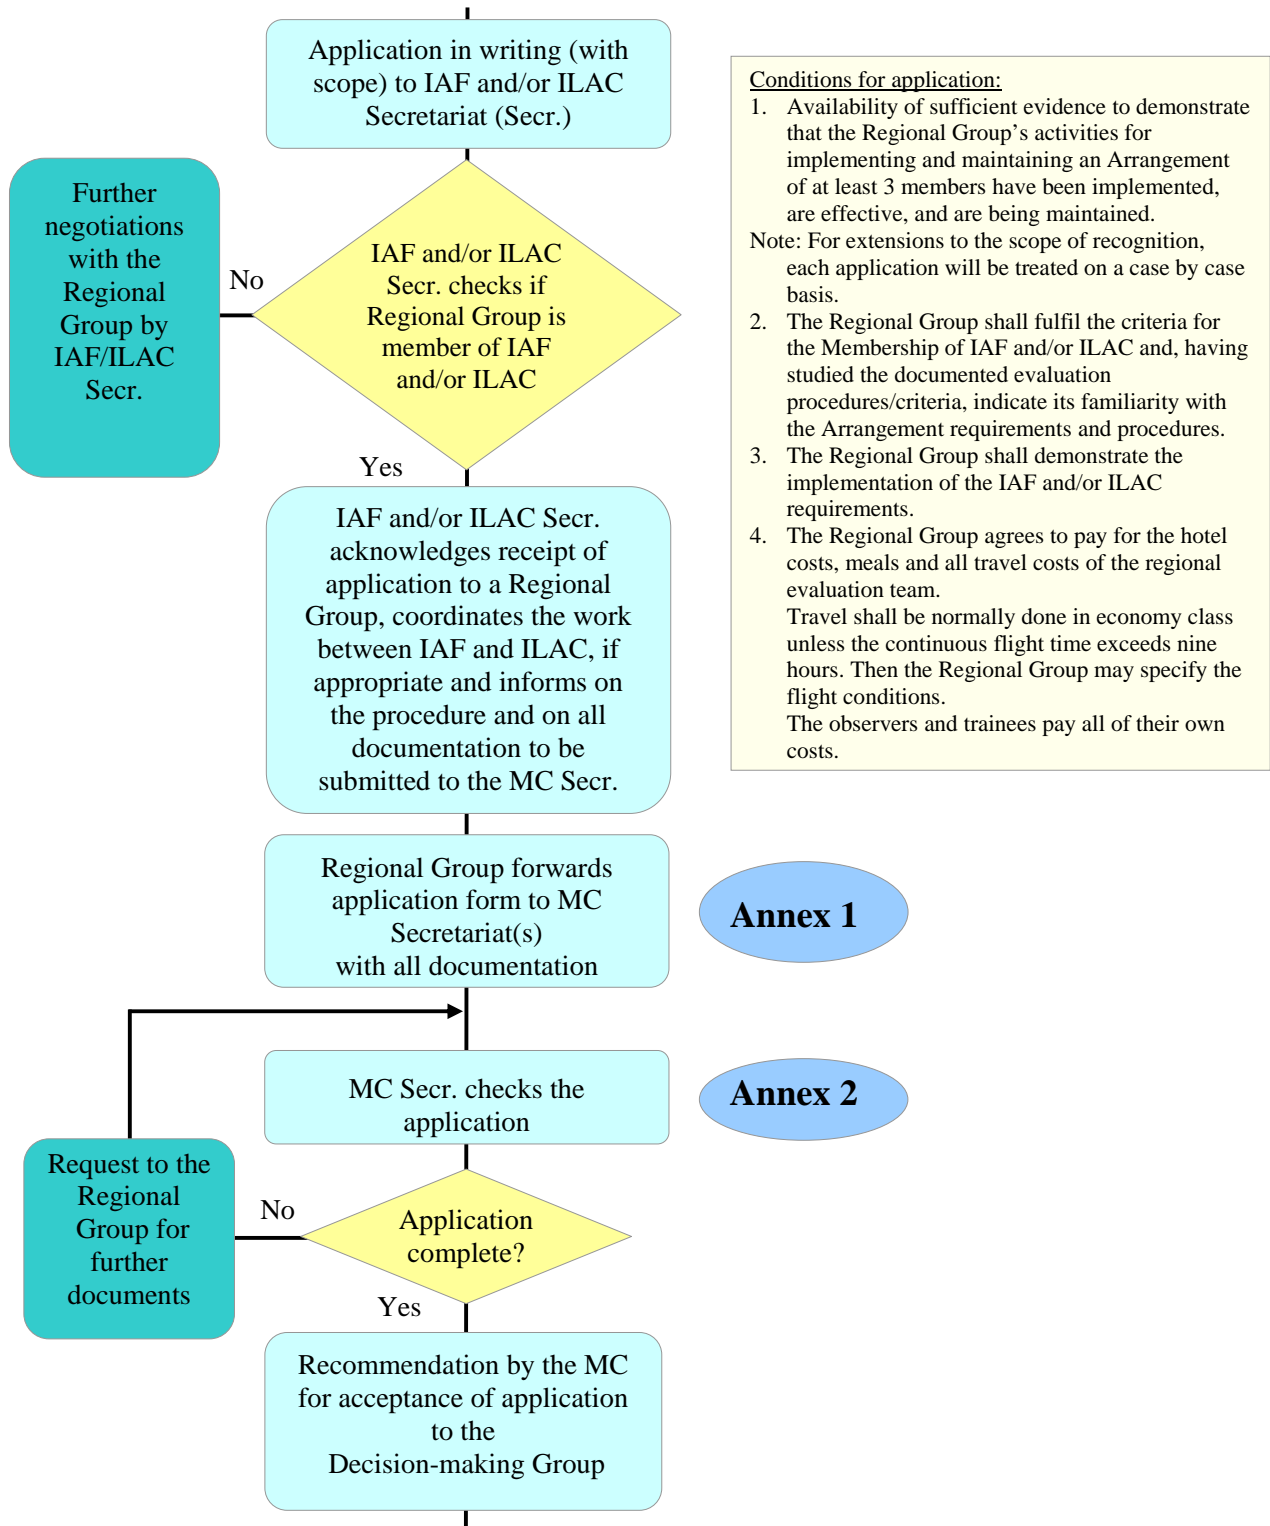 Application in writing (with
scope) to IAF and/or ILAC
Secretariat (Secr.)
Conditions for application:
1. Availability of sufficient evidence to demonstrate
that the Regional Group’s activities for
implementing and maintaining an Arrangement
of at least 3 members have been implemented,
are effective, and are being maintained.
Note: For extensions to the scope of recognition,
each application will be treated on a case by case
basis.
2. The Regional Group shall fulfil the criteria for
the Membership of IAF and/or ILAC and, having
studied the documented evaluation
procedures/criteria, indicate its familiarity with
the Arrangement requirements and procedures.
3. The Regional Group shall demonstrate the
implementation of the IAF and/or ILAC
requirements.
4. The Regional Group agrees to pay for the hotel
costs, meals and all travel costs of the regional
evaluation team.
Travel shall be normally done in economy class
unless the continuous flight time exceeds nine
hours. Then the Regional Group may specify the
flight conditions.
The observers and trainees pay all of their own
costs.
Further
negotiations
with the
Regional
Group by
IAF/ILAC
Secr.
No
IAF and/or ILAC
Secr. checks if
Regional Group is
member of IAF
and/or ILAC
Yes
IAF and/or ILAC Secr.
acknowledges receipt of
application to a Regional
Group, coordinates the work
between IAF and ILAC, if
appropriate and informs on
the procedure and on all
documentation to be
submitted to the MC Secr.
Regional Group forwards
application form to MC
Secretariat(s)
with all documentation
Annex 1
MC Secr. checks the
application
Annex 2
Request to the
Regional
Group for
further
documents
No
Application
complete?
Yes
Recommendation by the MC
for acceptance of application
to the
Decision-making Group